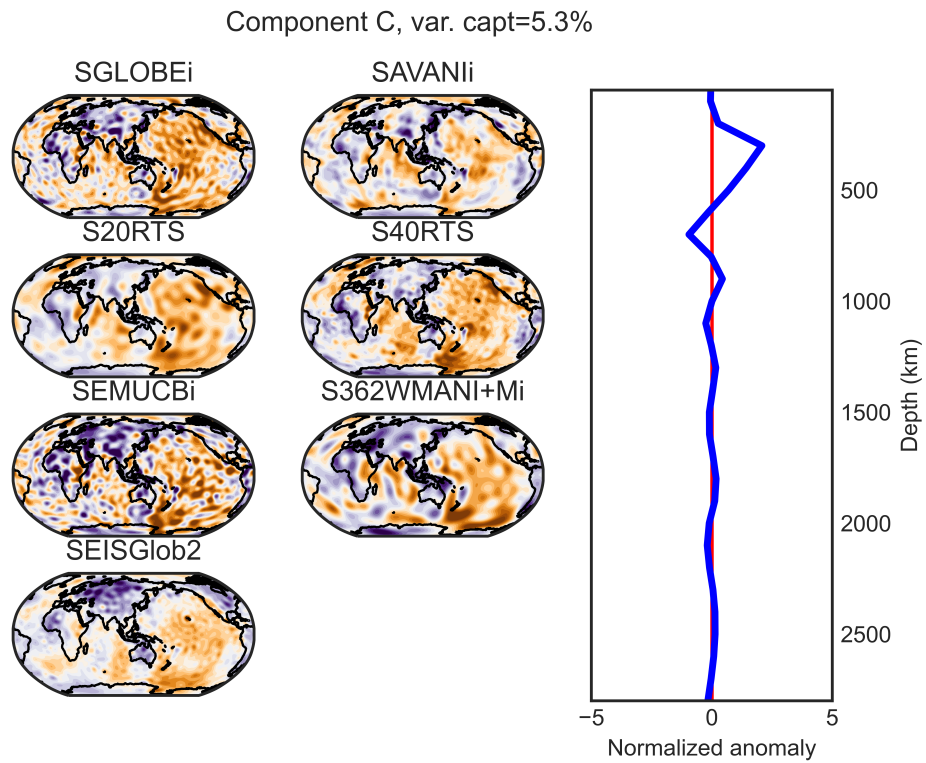 Component C, var. capt=5.3%
SGLOBEi
SAVANIi
S20RTS
S40RTS
SEMUCBi
S362WMANI+Mi
SEISGlob2
500
1000
1500
2000
2500
Depth (km)
−5
0
5
Normalized anomaly